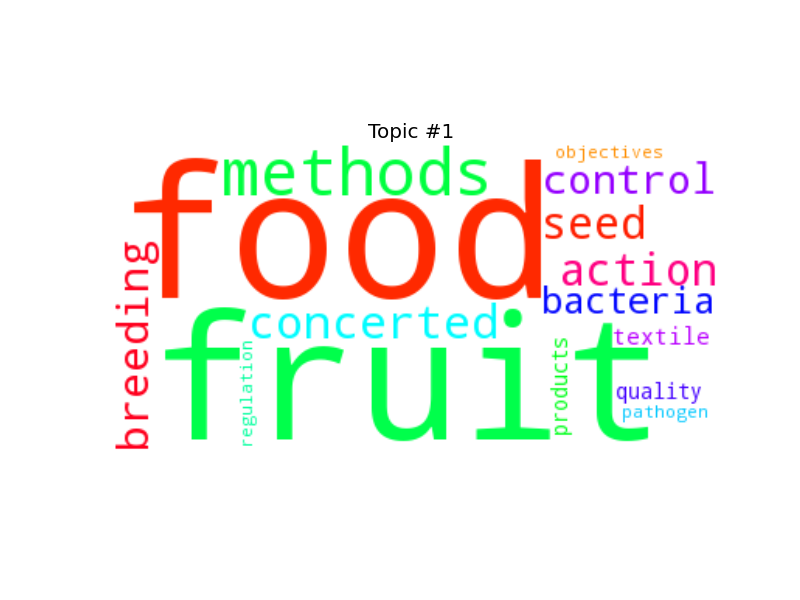 Topic #1
objectives
methods
control
food
seed
breeding
action
bacteria
concerted
fruit
textile
regulation
products
quality
pathogen